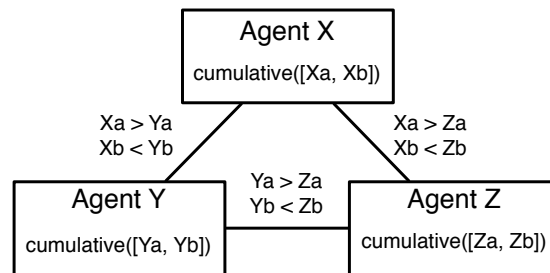 Agent X
cumulative([Xa, Xb])
Xa > Ya
Xb < Yb
Xa > Za
Xb < Zb
Ya > Za
Yb < Zb
Agent Y
cumulative([Ya, Yb])
Agent Z
cumulative([Za, Zb])